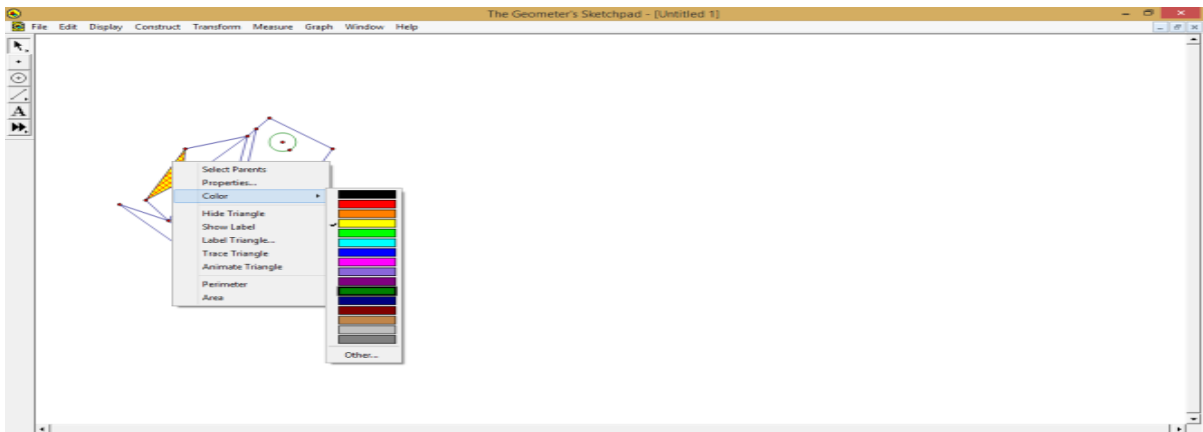 The Geometer's Sketchpad - [Untitled 1]
File Edit Display Construct Transform Measure Graph Window Help
A
Select Parents
Properties...
Color
Hide Triangle
Show Label
Label Triangle...
Trace Triangle
Animate Triangle
Perimeter
Area
Other...